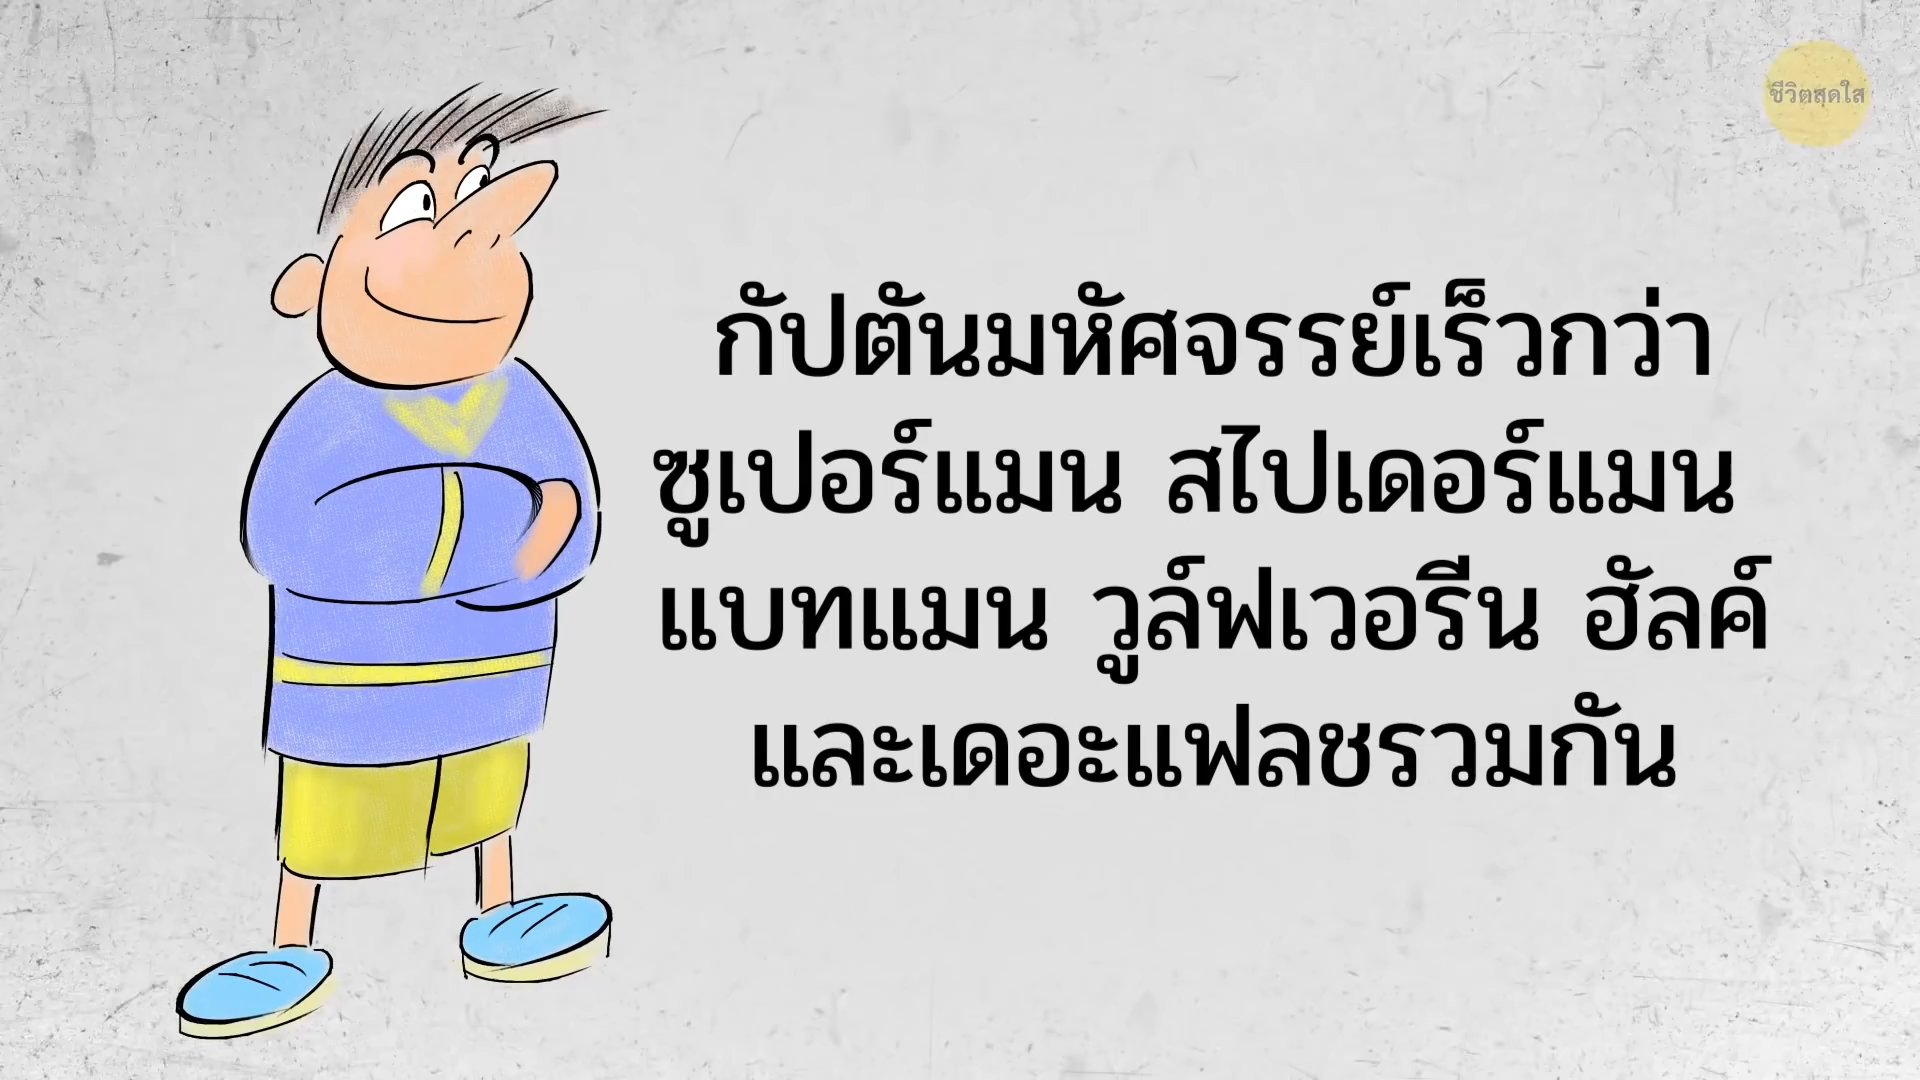 ชีวิตสุดใส
กัปตันมหัศจรรย์เร็วกว่า
ซูเปอร์แมน สไปเดอร์แมน
แบทแมน วูล์ฟเวอรีน ฮัลค์
และเดอะแฟลชรวมกัน